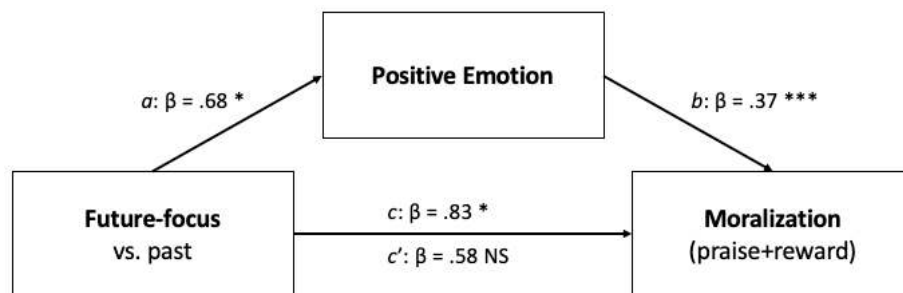 Positive Emotion
a: β = .68 *
b: β = .37 ***
Future-focus
vs. past
c: β = .83 *
c’: β = .58 NS
Moralization
(praise+reward)